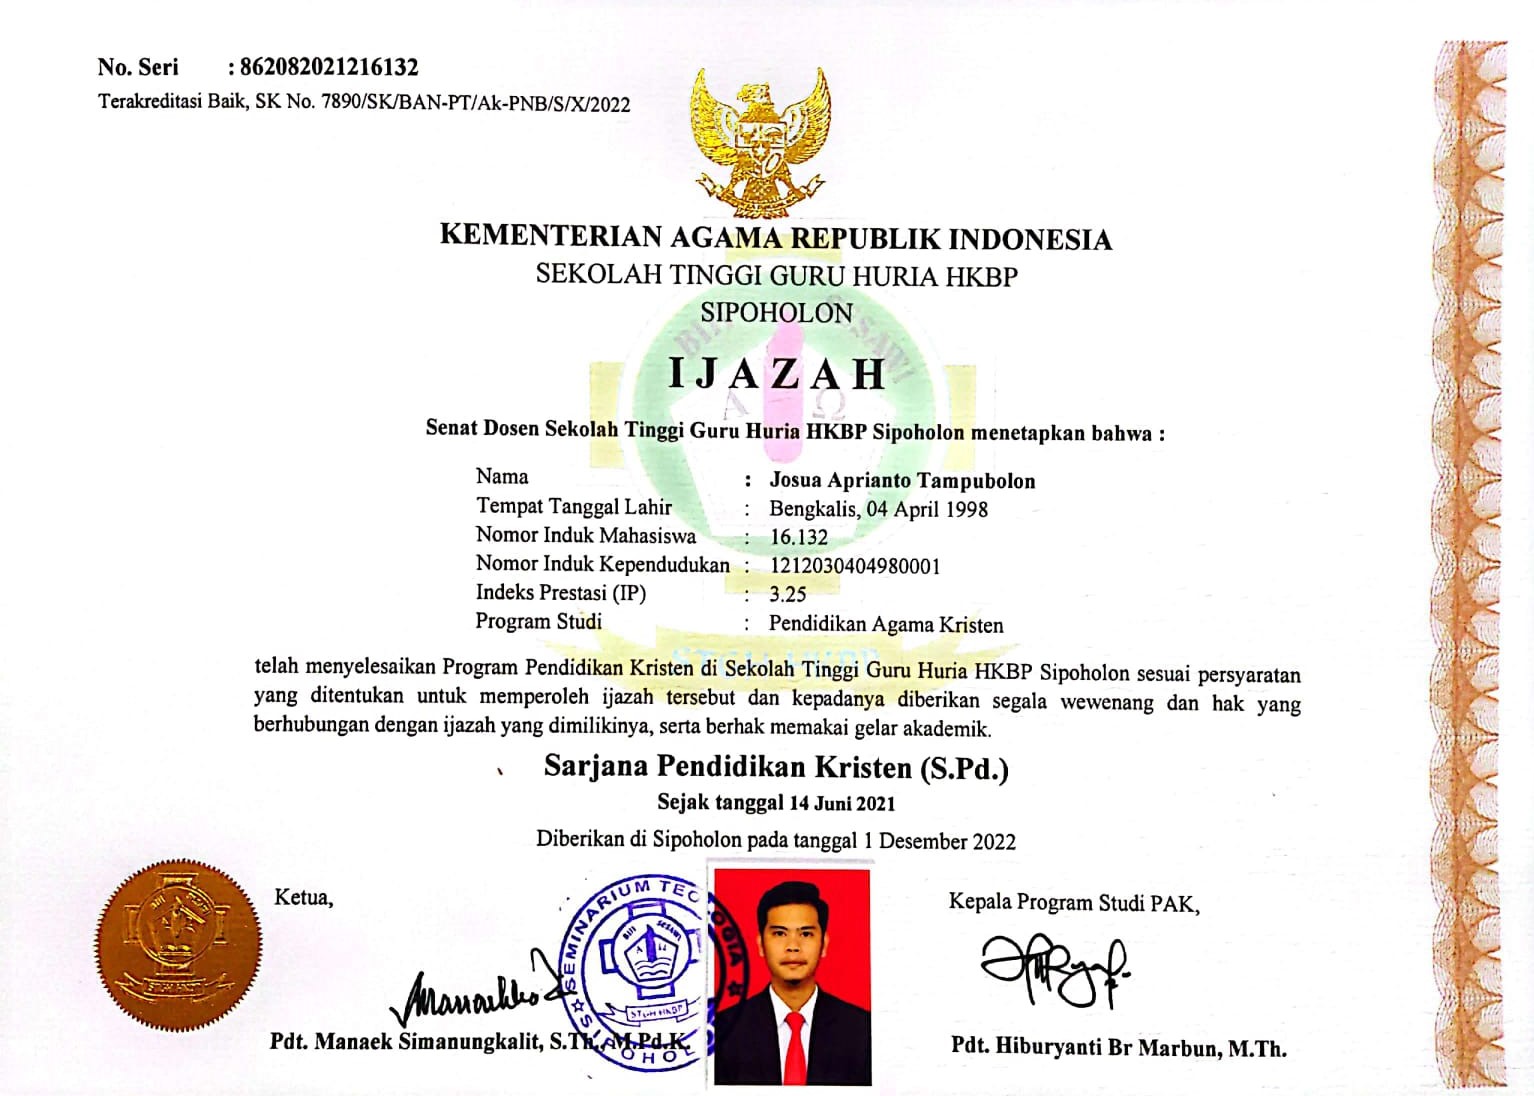 No. Seri : 862082021216132
Terakreditasi Baik, SK No. 7890/SK/BAN-PT/Ak-PNB/S/X/2022
KEMENTERIAN AGAMA REPUBLIK INDONESIA
SEKOLAH TINGGI GURU HURIA HKBP
SIPOHOLON
IJAZAH
Α Ω
Senat Dosen Sekolah Tinggi Guru Huria HKBP Sipoholon menetapkan bahwa :
Nama : Josua Aprianto Tampubolon
Tempat Tanggal Lahir : Bengkalis, 04 April 1998
Nomor Induk Mahasiswa : 16.132
Nomor Induk Kependudukan : 1212030404980001
Indeks Prestasi (IP) : 3.25
Program Studi : Pendidikan Agama Kristen
telah menyelesaikan Program Pendidikan Kristen di Sekolah Tinggi Guru Huria HKBP Sipoholon sesuai persyaratan
yang ditentukan untuk memperoleh ijazah tersebut dan kepadanya diberikan segala wewenang dan hak yang
berhubungan dengan ijazah yang dimilikinya, serta berhak memakai gelar akademik.
Sarjana Pendidikan Kristen (S.Pd.)
Sejak tanggal 14 Juni 2021
Diberikan di Sipoholon pada tanggal 1 Desember 2022
Ketua,
Kepala Program Studi PAK,
SEMINARIUM
BIJI SESAWI
Α Ω
STGH HKBP
Pdt. Manaek Simanungkalit, S.Th., M.Pd.K.
Pdt. Hiburyanti Br Marbun, M.Th.